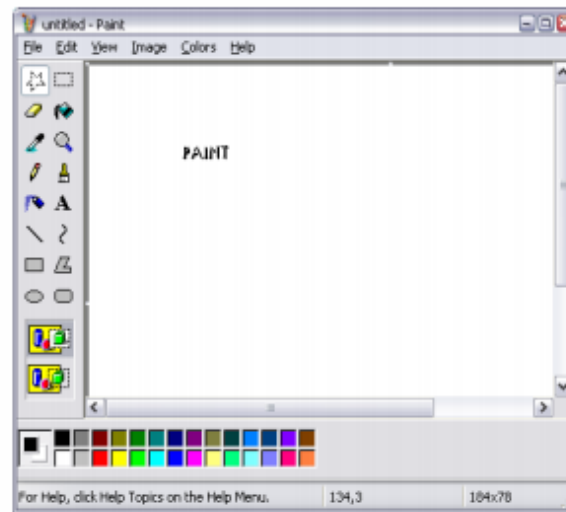 untitled - Paint
File Edit View Image Colors Help
PAINT
A
For Help, click Help Topics on the Help Menu. 134,3 184x78